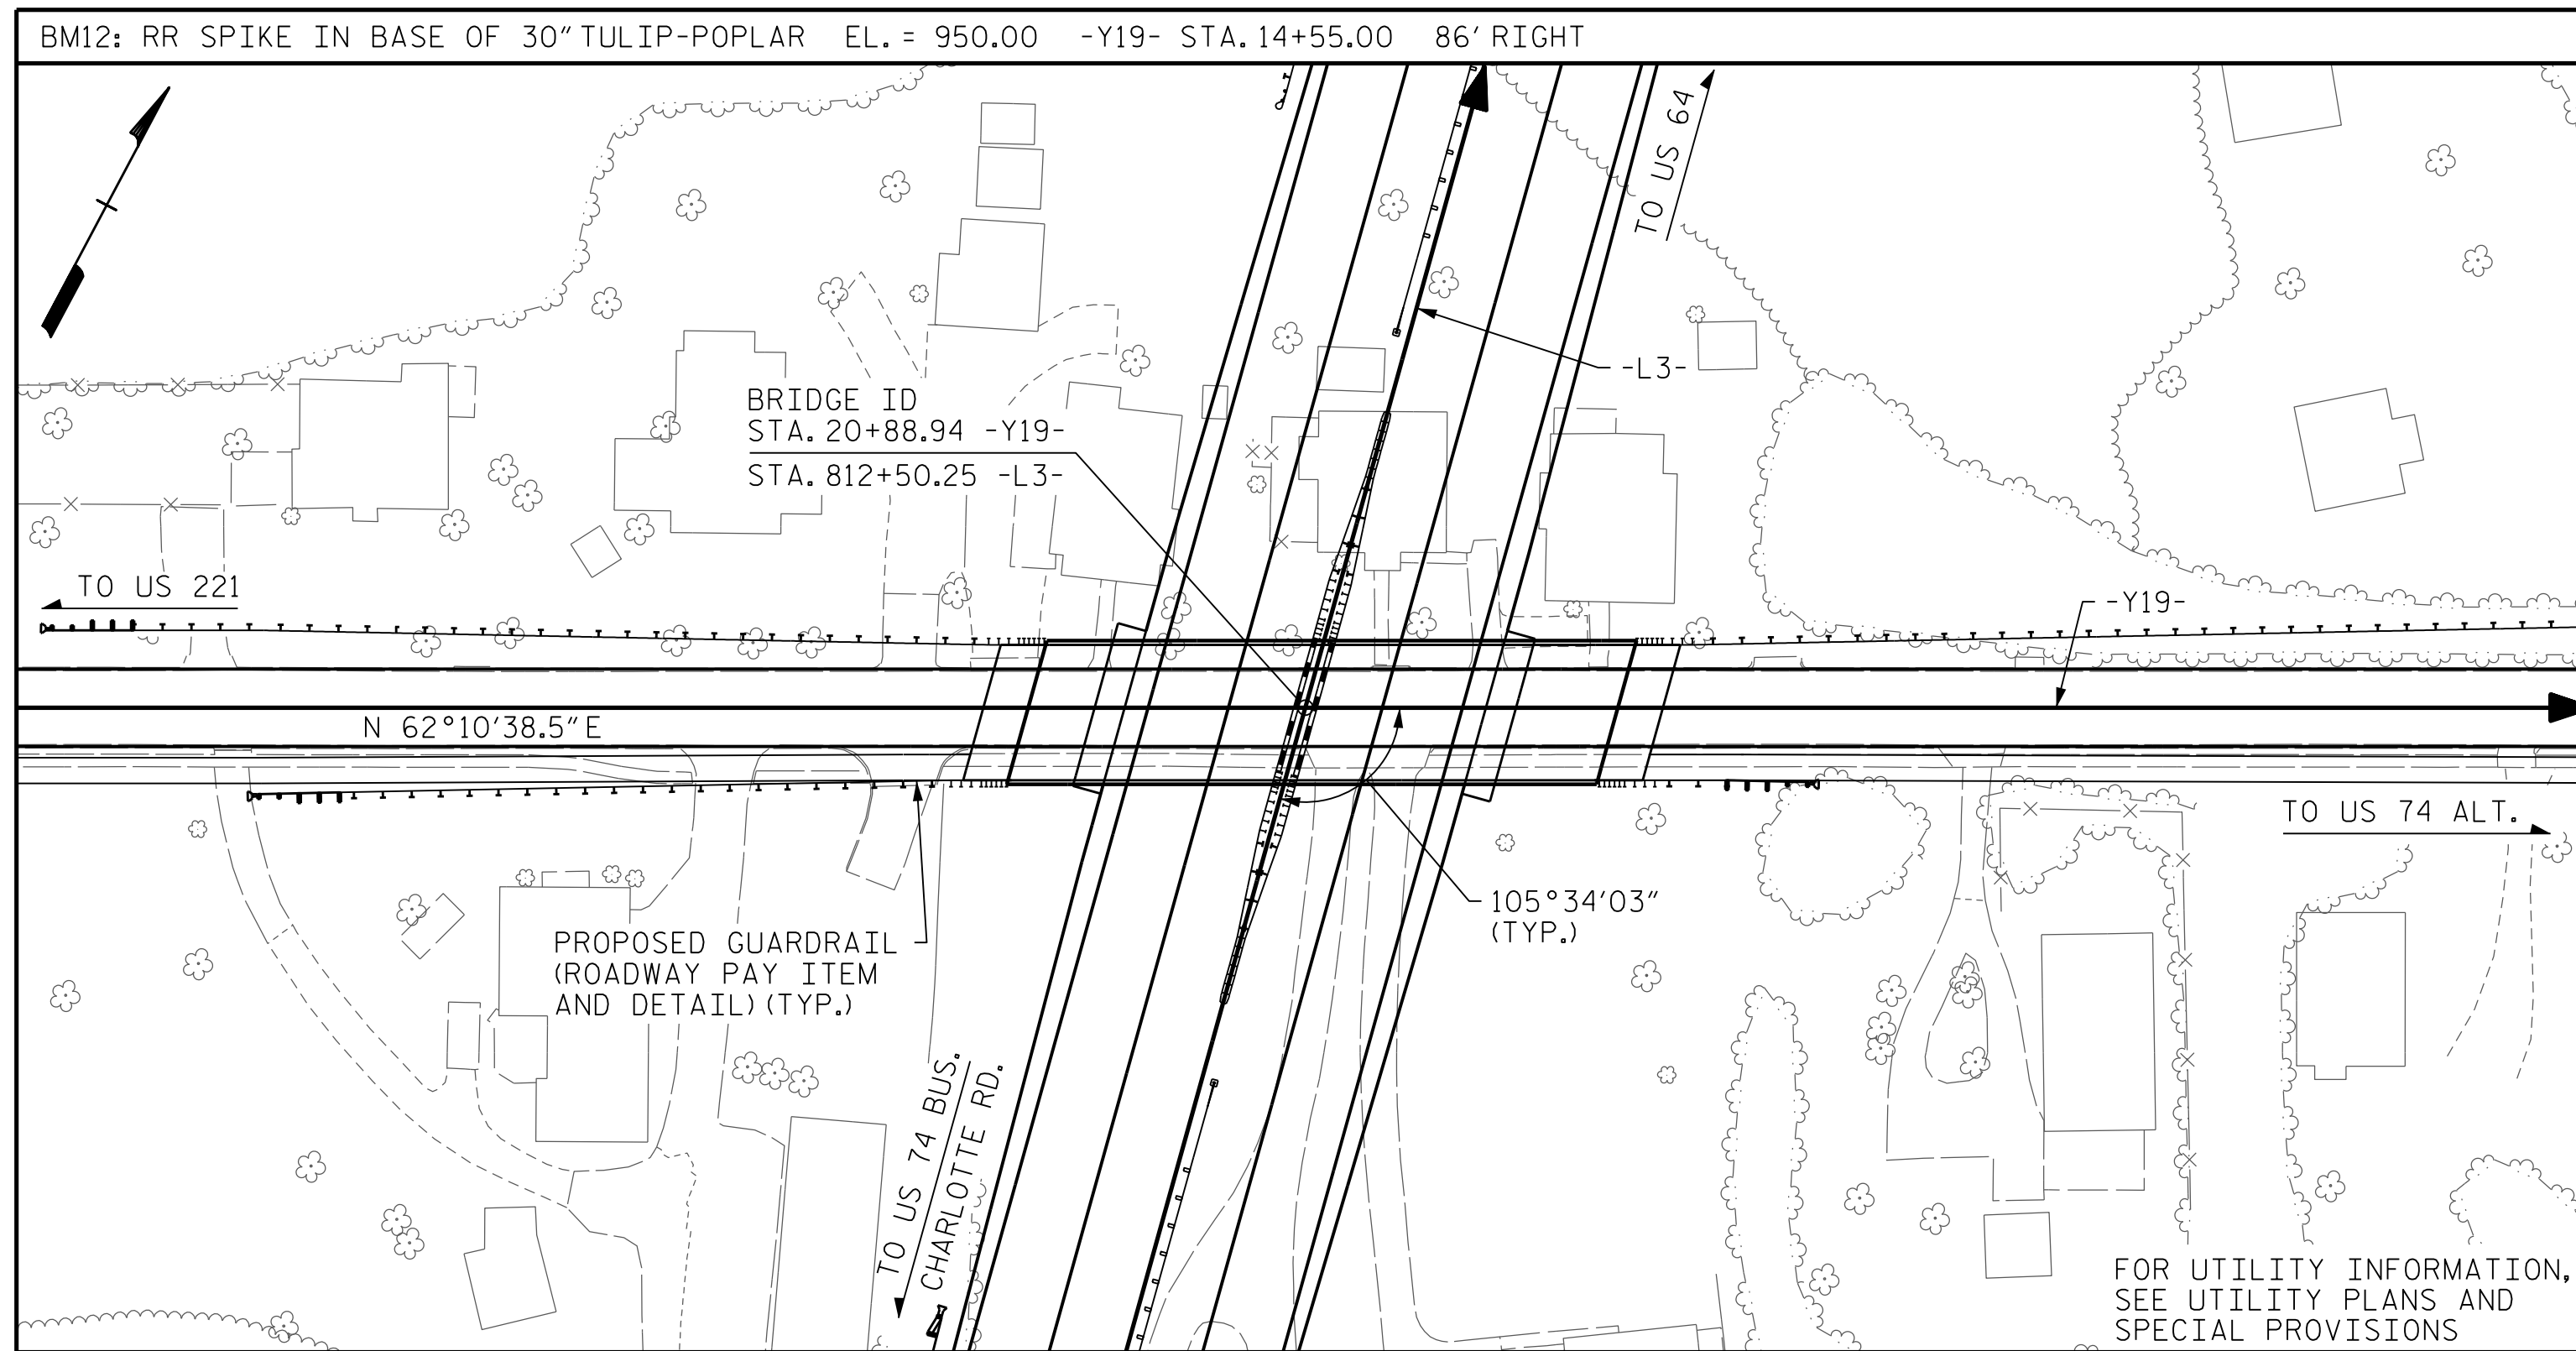 BM12: RR SPIKE IN BASE OF 30" TULIP-POPLAR EL. = 950.00 -Y19- STA. 14+55.00 86' RIGHT
TO US 64
-L3-
BRIDGE ID
STA. 20+88.94 -Y19-
STA. 812+50.25 -L3-
TO US 221
-Y19-
N 62°10'38.5" E
TO US 74 ALT.
105°34'03"
(TYP.)
PROPOSED GUARDRAIL
(ROADWAY PAY ITEM
AND DETAIL) (TYP.)
TO US 74 BUS.
CHARLOTTE RD.
FOR UTILITY INFORMATION,
SEE UTILITY PLANS AND
SPECIAL PROVISIONS